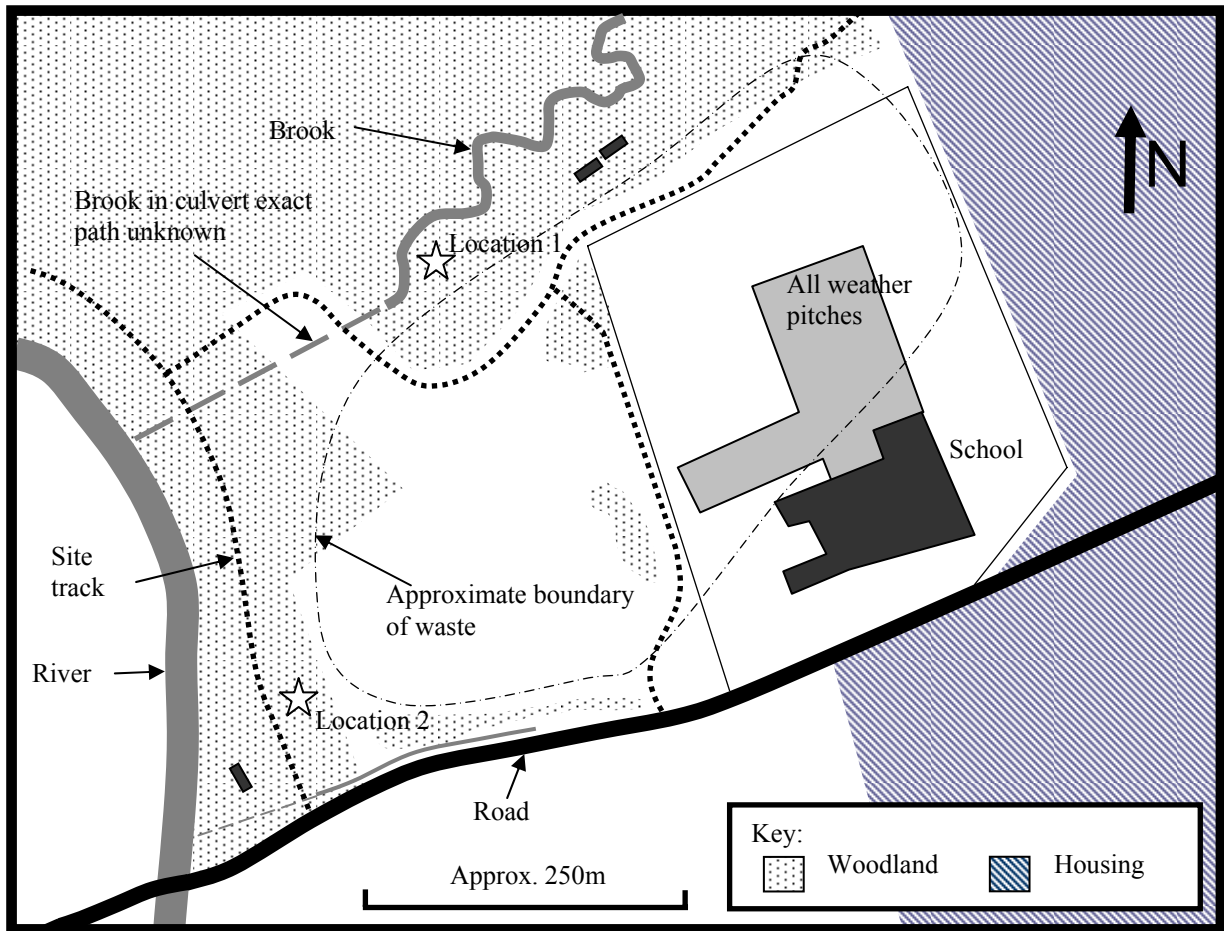 Brook
N
Brook in culvert exact
path unknown
Location 1
All weather
pitches
School
Site
track
Approximate boundary
of waste
River
Location 2
Road
Approx. 250m
Key:
Woodland
Housing